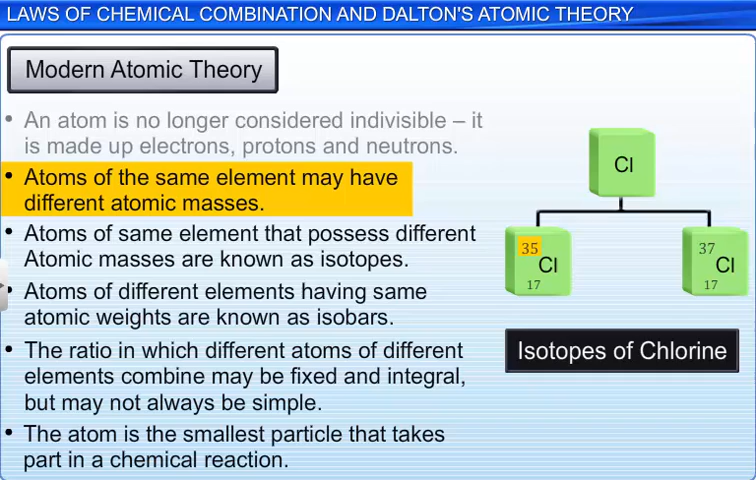 LAWS OF CHEMICAL COMBINATION AND DALTON'S ATOMIC THEORY
Modern Atomic Theory
• An atom is no longer considered indivisible – it
is made up electrons, protons and neutrons.
• Atoms of the same element may have
different atomic masses.
• Atoms of same element that possess different
Atomic masses are known as isotopes.
• Atoms of different elements having same
atomic weights are known as isobars.
• The ratio in which different atoms of different
elements combine may be fixed and integral,
but may not always be simple.
• The atom is the smallest particle that takes
part in a chemical reaction.
Cl
35
Cl
17
37
Cl
17
Isotopes of Chlorine